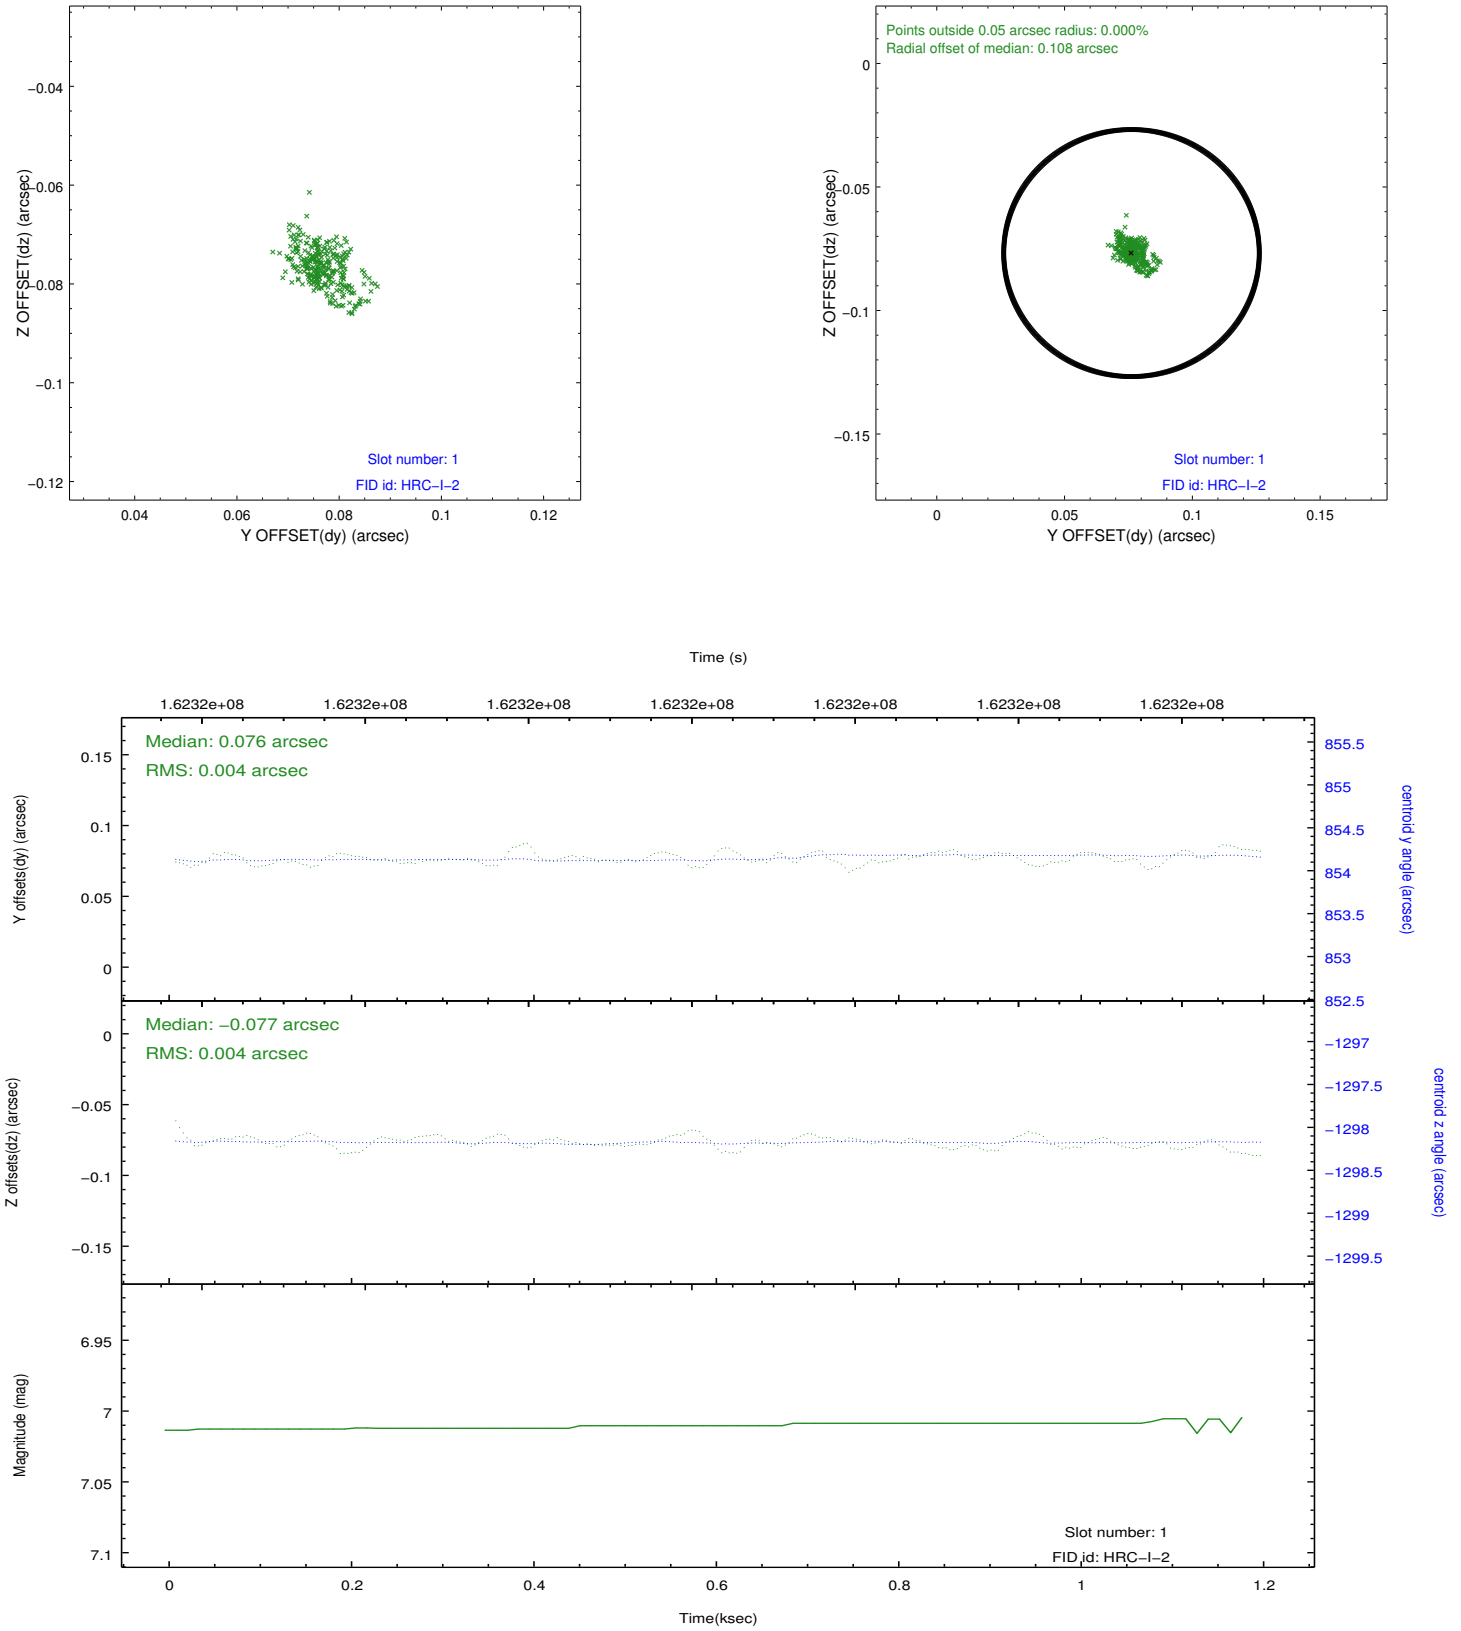 −0.04
−0.06
−0.08
−0.1
−0.12
Z OFFSET(dz) (arcsec)
Slot number: 1
FID id: HRC−I−2
0.04
0.06
0.08
0.1
0.12
Y OFFSET(dy) (arcsec)
Points outside 0.05 arcsec radius: 0.000%
Radial offset of median: 0.108 arcsec
0
−0.05
−0.1
−0.15
Z OFFSET(dz) (arcsec)
Slot number: 1
FID id: HRC−I−2
0
0.05
0.1
0.15
Y OFFSET(dy) (arcsec)
Time (s)
1.6232e+08
1.6232e+08
1.6232e+08
1.6232e+08
1.6232e+08
1.6232e+08
1.6232e+08
Median: 0.076 arcsec
RMS: 0.004 arcsec
0.15
0.1
0.05
0
Y offsets(dy) (arcsec)
855.5
855
854.5
854
853.5
853
852.5
centroid y angle (arcsec)
Median: −0.077 arcsec
RMS: 0.004 arcsec
0
−0.05
−0.1
−0.15
Z offsets(dz) (arcsec)
−1297
−1297.5
−1298
−1298.5
−1299
−1299.5
centroid z angle (arcsec)
6.95
7
7.05
7.1
Magnitude (mag)
Slot number: 1
FID id: HRC−I−2
0
0.2
0.4
0.6
0.8
1
1.2
Time(ksec)